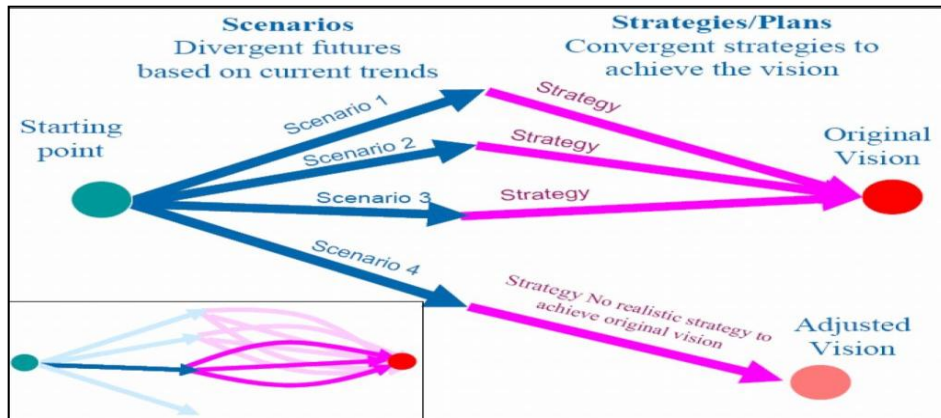 Scenarios
Divergent futures
based on current trends
Strategies/Plans
Convergent strategies to
achieve the vision
Starting
point
Scenario 1
Scenario 2
Scenario 3
Scenario 4
Strategy
Strategy
Strategy
Strategy No realistic strategy to
achieve original vision
Original
Vision
Adjusted
Vision